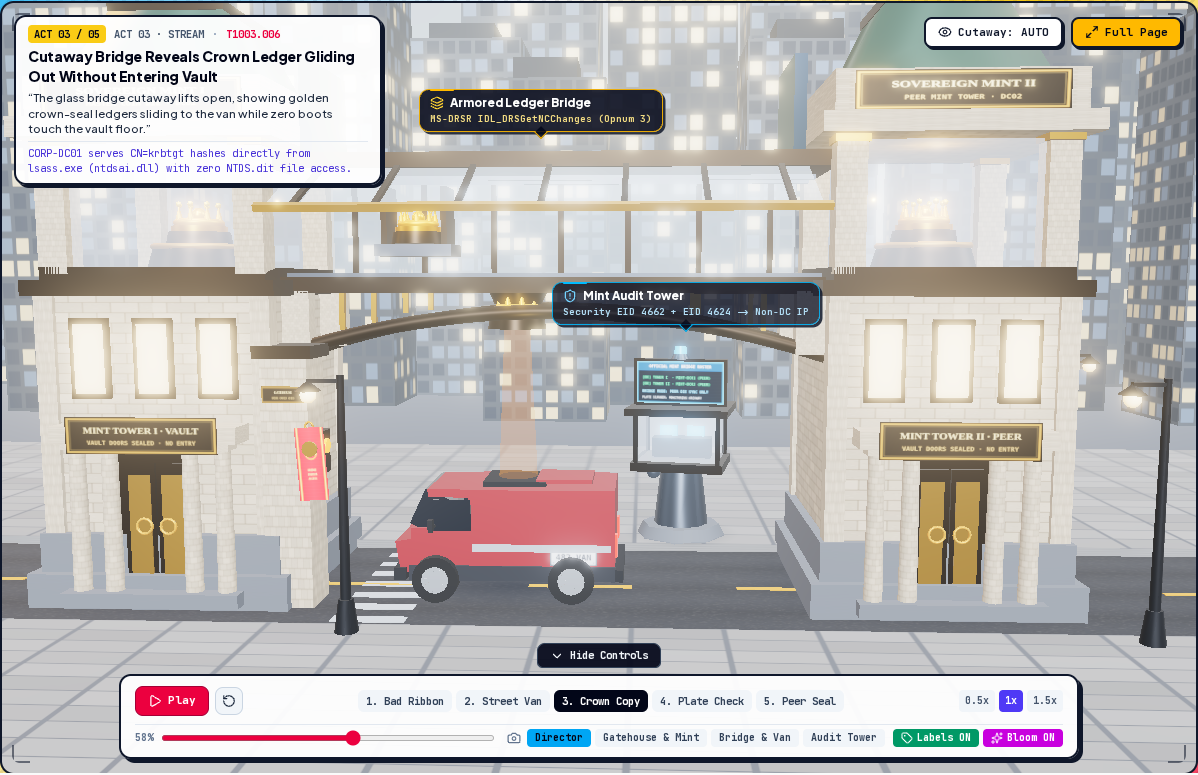 ACT 03 / 05 ACT 03 · STREAM · T1003.006
Cutaway Bridge Reveals Crown Ledger Gliding
Out Without Entering Vault
“The glass bridge cutaway lifts open, showing golden
crown-seal ledgers sliding to the van while zero boots
touch the vault floor.”
CORP-DC01 serves CN=krbtgt hashes directly from
lsass.exe (ntdsai.dll) with zero NTDS.dit file access.
Cutaway: AUTO
Full Page
Armored Ledger Bridge
MS-DRSR IDL_DRSGetNCChanges (Opnum 3)
SOVEREIGN MINT II
PEER MINT TOWER · DC02
Mint Audit Tower
Security EID 4662 + EID 4624 → Non-DC IP
MINT TOWER I · VAULT
VAULT DOORS SEALED · NO ENTRY
MINT TOWER II · PEER
VAULT DOORS SEALED · NO ENTRY
Hide Controls
Play
1. Bad Ribbon
2. Street Van
3. Crown Copy
4. Plate Check
5. Peer Seal
0.5x
1x
1.5x
58%
Director
Gatehouse & Mint
Bridge & Van
Audit Tower
Labels ON
Bloom ON